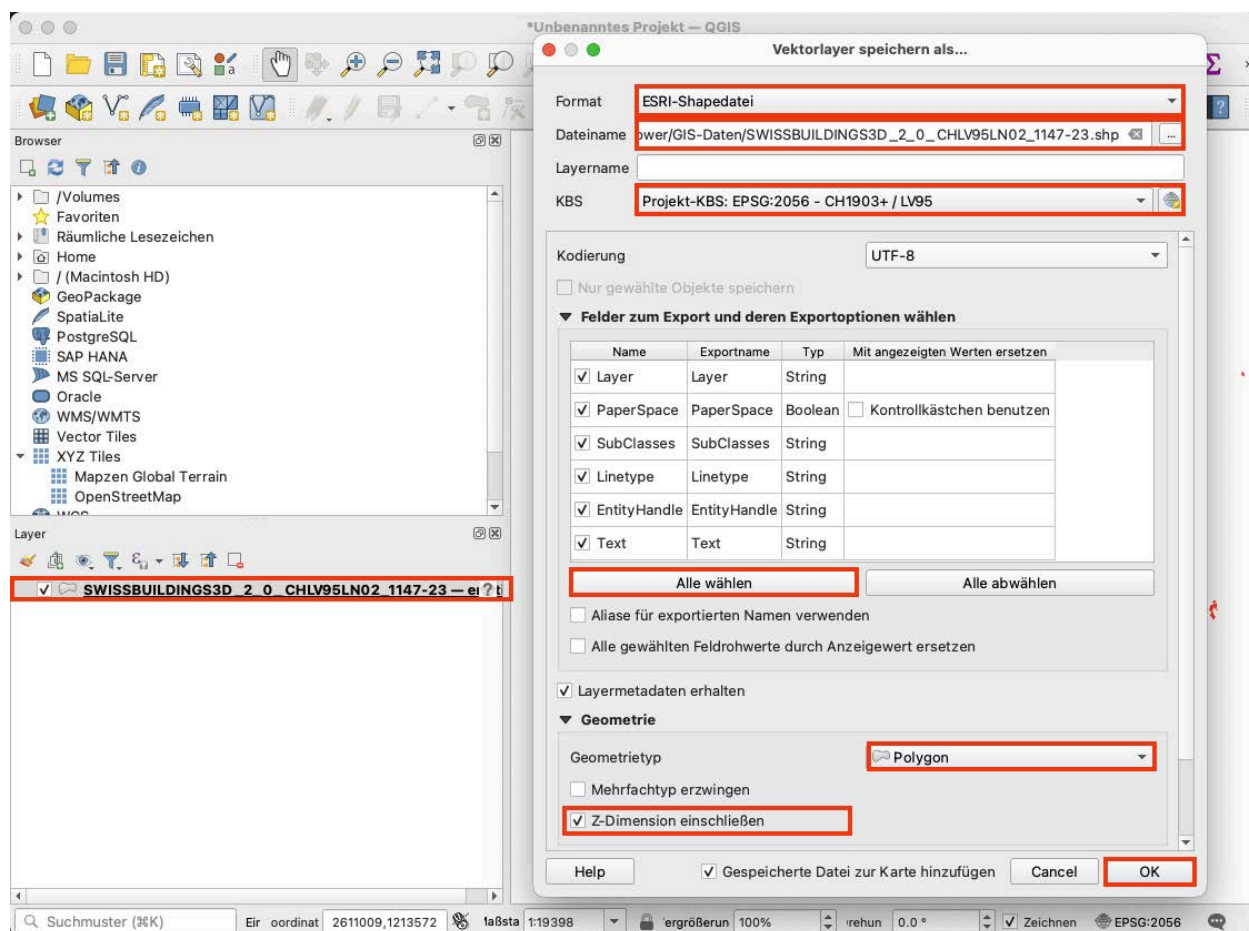 *Unbenanntes Projekt — QGIS
Browser
/Volumes
Favoriten
Räumliche Lesezeichen
Home
/ (Macintosh HD)
GeoPackage
SpatiaLite
PostgreSQL
SAP HANA
MS SQL-Server
Oracle
WMS/WMTS
Vector Tiles
XYZ Tiles
Mapzen Global Terrain
OpenStreetMap
Layer
SWISSBUILDINGS3D_2_0_CHLV95LN02_1147-23 —
Vektorlayer speichern als...
Format ESRI-Shapedatei
Dateiname ower/GIS-Daten/SWISSBUILDINGS3D_2_0_CHLV95LN02_1147-23.shp ...
Layername
KBS Projekt-KBS: EPSG:2056 - CH1903+ / LV95
Kodierung UTF-8
Nur gewählte Objekte speichern
Felder zum Export und deren Exportoptionen wählen
Name Exportname Typ Mit angezeigten Werten ersetzen
Layer Layer String
PaperSpace PaperSpace Boolean Kontrollkästchen benutzen
SubClasses SubClasses String
Linetype Linetype String
EntityHandle EntityHandle String
Text Text String
Alle wählen Alle abwählen
Aliase für exportierten Namen verwenden
Alle gewählten Feldrohwerte durch Anzeigewert ersetzen
Layermetadaten erhalten
Geometrie
Geometrietyp Polygon
Mehrfachtyp erzwingen
Z-Dimension einschließen
Help Gespeicherte Datei zur Karte hinzufügen Cancel OK
Suchmuster (⌘K) Eir oordinat 2611009,1213572 laßsta 1:19398 ergrößerun 100% rehun 0.0 ° Zeichnen EPSG:2056